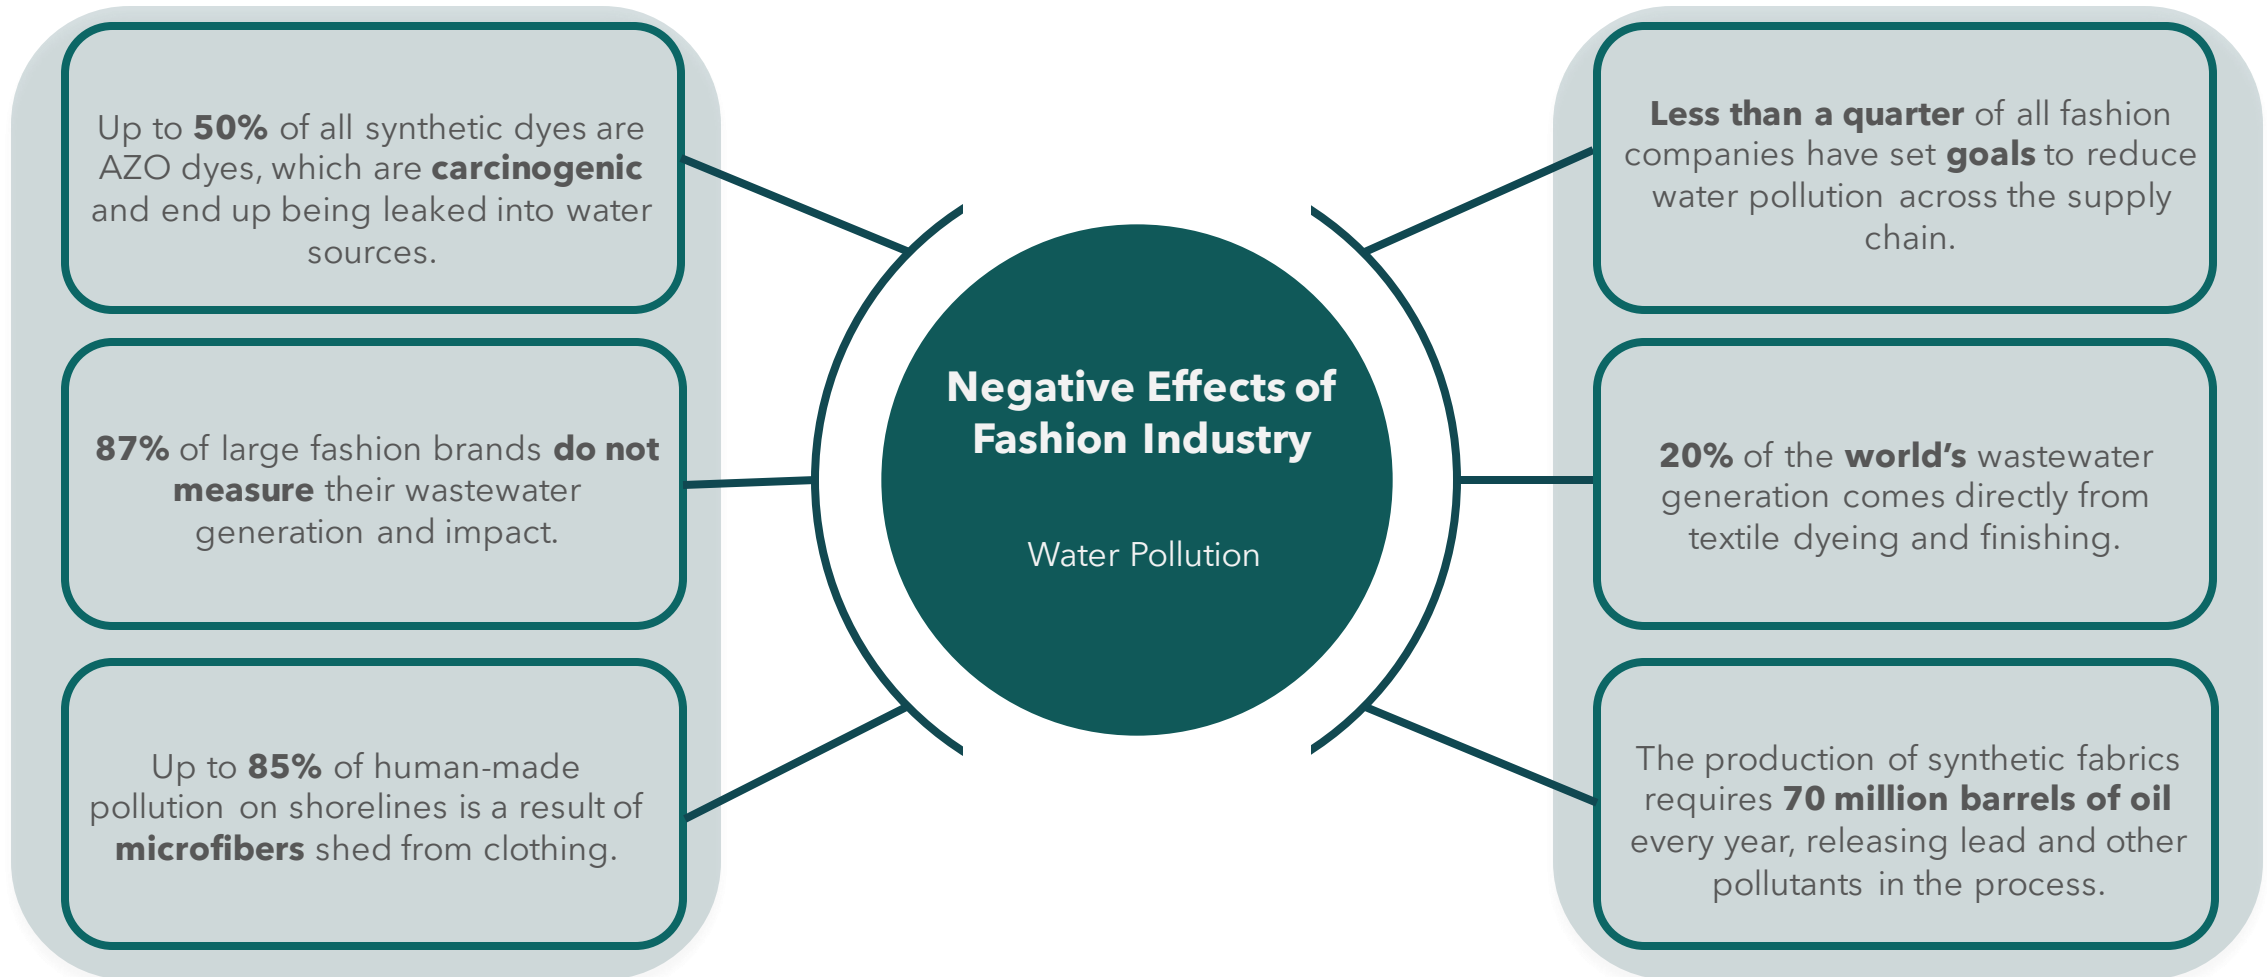 Up to 50% of all synthetic dyes are
AZO dyes, which are carcinogenic
and end up being leaked into water
sources.
87% of large fashion brands do not
measure their wastewater
generation and impact.
Up to 85% of human-made
pollution on shorelines is a result of
microfibers shed from clothing.
Negative Effects of
Fashion Industry
Water Pollution
Less than a quarter of all fashion
companies have set goals to reduce
water pollution across the supply
chain.
20% of the world’s wastewater
generation comes directly from
textile dyeing and finishing.
The production of synthetic fabrics
requires 70 million barrels of oil
every year, releasing lead and other
pollutants in the process.